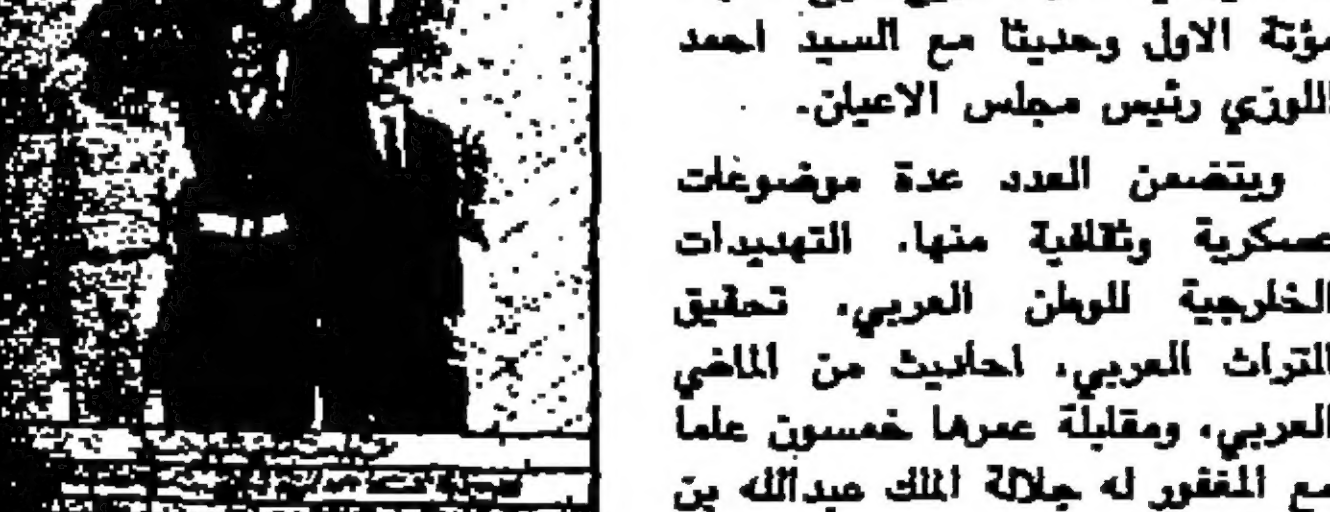 مؤتة الاول وحديثا مع السيد احمد
اللوزي رئيس مجلس الاعيان.
ويتضمن العدد عدة موضوعات
عسكرية وثقافية منها، التهديدات
الخارجية للوطن العربي، تحقيق
التراث العربي، احاديث من الماضي
العربي، ومقابلة عمرها خمسون عاما
مع المغفور له جلالة الملك عبدالله بن